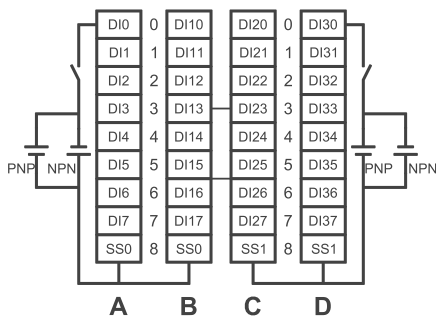 DI0 0 DI10 DI20 0 DI30
DI1 1 DI11 DI21 1 DI31
DI2 2 DI12 DI22 2 DI32
DI3 3 DI13 DI23 3 DI33
DI4 4 DI14 DI24 4 DI34
PNP NPN DI5 5 DI15 DI25 5 DI35 PNP NPN
DI6 6 DI16 DI26 6 DI36
DI7 7 DI17 DI27 7 DI37
SS0 8 SS0 SS1 8 SS1
A B C D